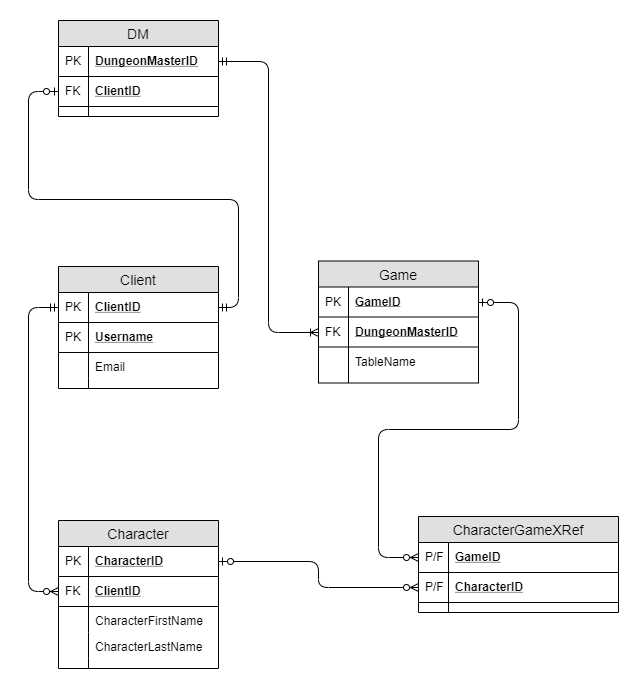 DM
PK DungeonMasterID
FK ClientID
Client
PK ClientID
PK Username
Email
Game
PK GameID
FK DungeonMasterID
TableName
Character
PK CharacterID
FK ClientID
CharacterFirstName
CharacterLastName
CharacterGameXRef
P/F GameID
P/F CharacterID